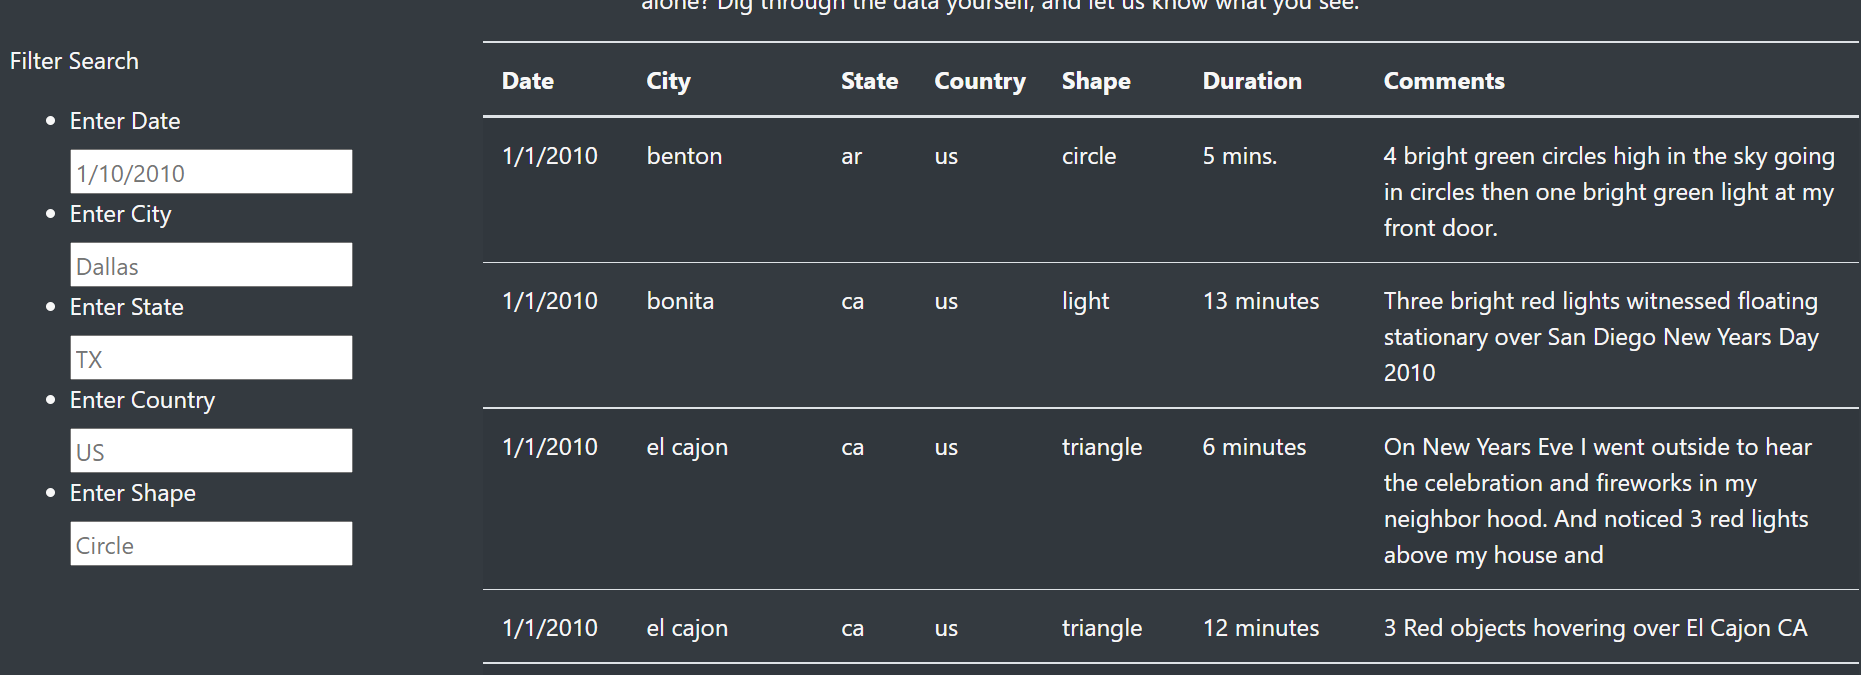 alone? Dig through the data yourself, and let us know what you see.
Filter Search
Enter Date
1/10/2010
Enter City
Dallas
Enter State
TX
Enter Country
US
Enter Shape
Circle
Date City State Country Shape Duration Comments
1/1/2010 benton ar us circle 5 mins. 4 bright green circles high in the sky going
in circles then one bright green light at my
front door.
1/1/2010 bonita ca us light 13 minutes Three bright red lights witnessed floating
stationary over San Diego New Years Day
2010
1/1/2010 el cajon ca us triangle 6 minutes On New Years Eve I went outside to hear
the celebration and fireworks in my
neighbor hood. And noticed 3 red lights
above my house and
1/1/2010 el cajon ca us triangle 12 minutes 3 Red objects hovering over El Cajon CA